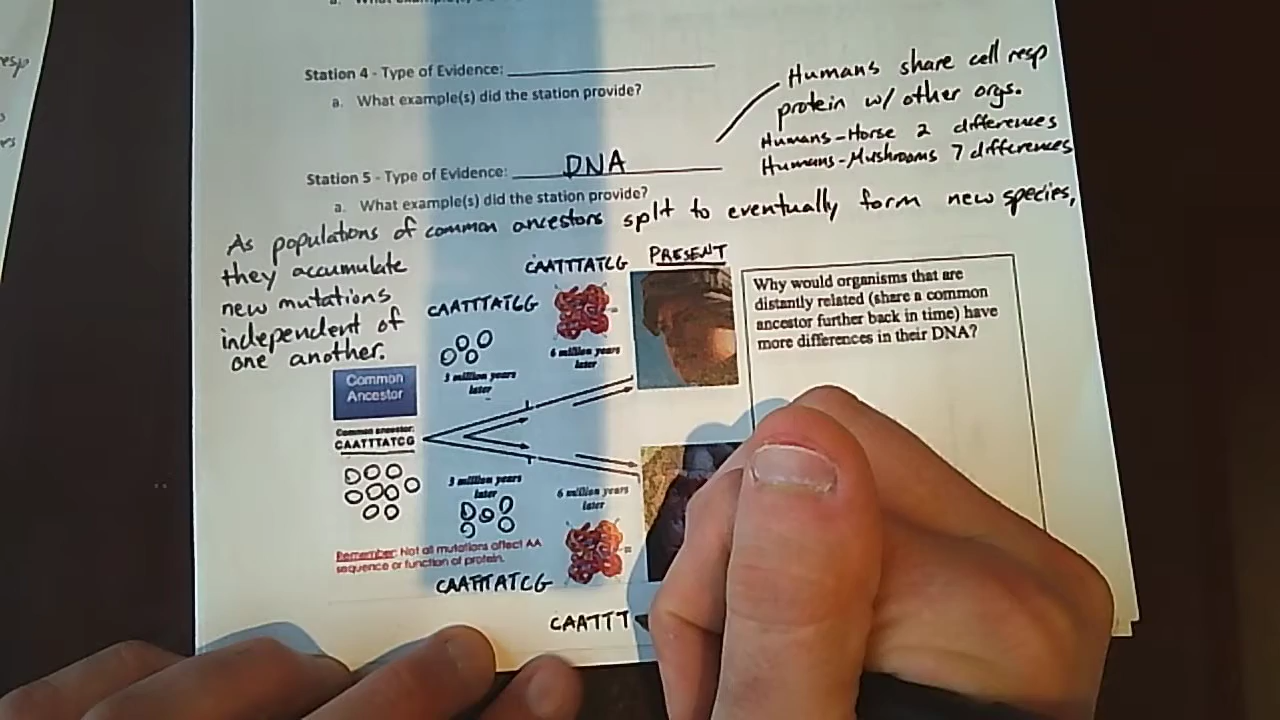 Station 4 - Type of Evidence:
a. What example(s) did the station provide?
Humans share cell resp
protein w/ other orgs.
Humans-Horse 2 differences
Humans-Mushrooms 7 differences
Station 5 - Type of Evidence: DNA
a. What example(s) did the station provide?
As populations of common ancestors split to eventually form new species,
they accumulate
new mutations
independent of
one another.
CAATTTATCG
PRESENT
CAATTTATCG
6 million years
later
3 million years
later
Common
Ancestor
Common ancestor:
CAATTTATCG
3 million years
later
6 million years
later
Remember: Not all mutations affect AA
sequence or function of protein.
CAATTTATCG
CAATTT
Why would organisms that are
distantly related (share a common
ancestor further back in time) have
more differences in their DNA?